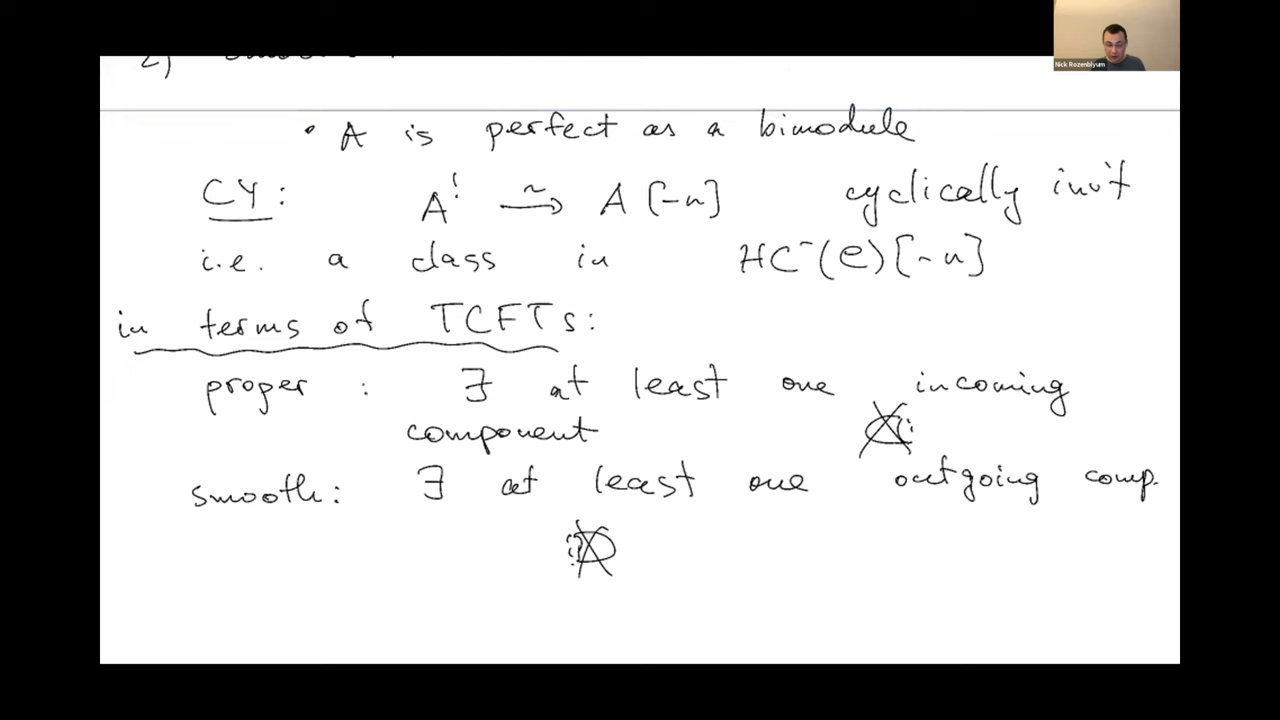 Nick Rozenblyum
2)
• A is perfect as a bimodule
CY: A^! ~→ A[-n] cyclically inv't
i.e. a class in HC^-(C)[-n]
in terms of TCFTs:
proper : ∃ at least one incoming
component
smooth: ∃ at least one outgoing comp.